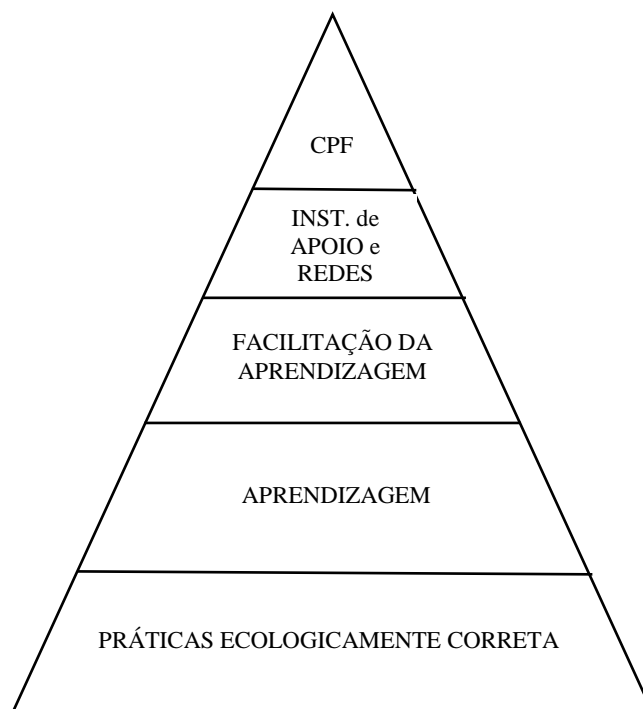 CPF
INST. de
APOIO e
REDES
FACILITAÇÃO DA
APRENDIZAGEM
APRENDIZAGEM
PRÁTICAS ECOLOGICAMENTE CORRETA